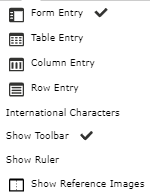 Form Entry
Table Entry
Column Entry
Row Entry
International Characters
Show Toolbar
Show Ruler
Show Reference Images